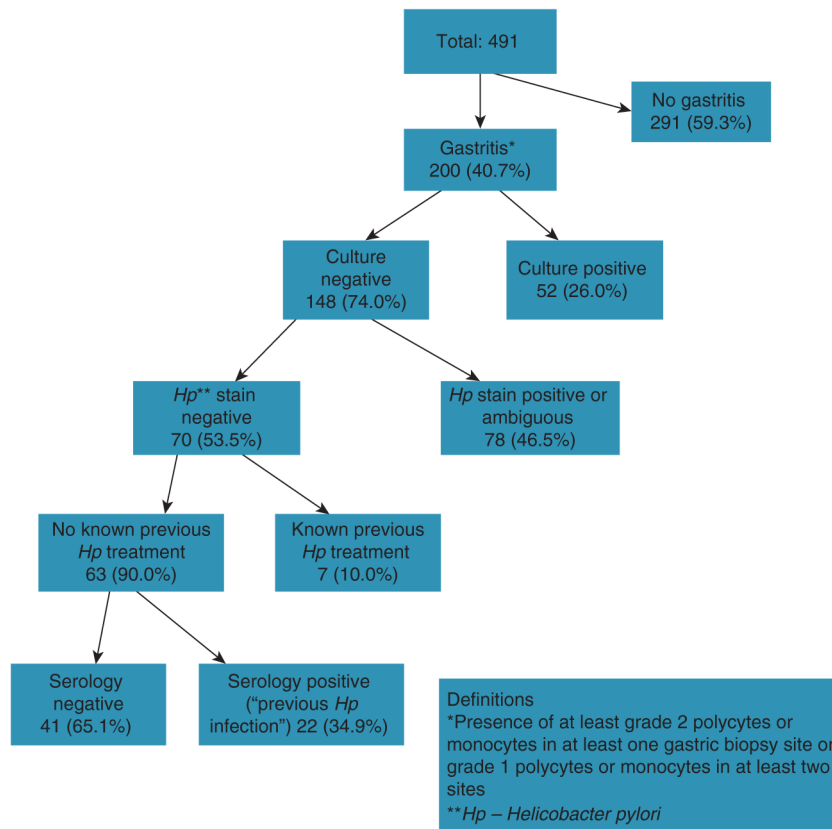 Total: 491
No gastritis
291 (59.3%)
Gastritis*
200 (40.7%)
Culture
negative
148 (74.0%)
Culture positive
52 (26.0%)
Hp** stain
negative
70 (53.5%)
Hp stain positive or
ambiguous
78 (46.5%)
No known previous
Hp treatment
63 (90.0%)
Known previous
Hp treatment
7 (10.0%)
Serology
negative
41 (65.1%)
Serology positive
(“previous Hp
infection”) 22 (34.9%)
Definitions
*Presence of at least grade 2 polycytes or
monocytes in at least one gastric biopsy site or
grade 1 polycytes or monocytes in at least two
sites
**Hp – Helicobacter pylori